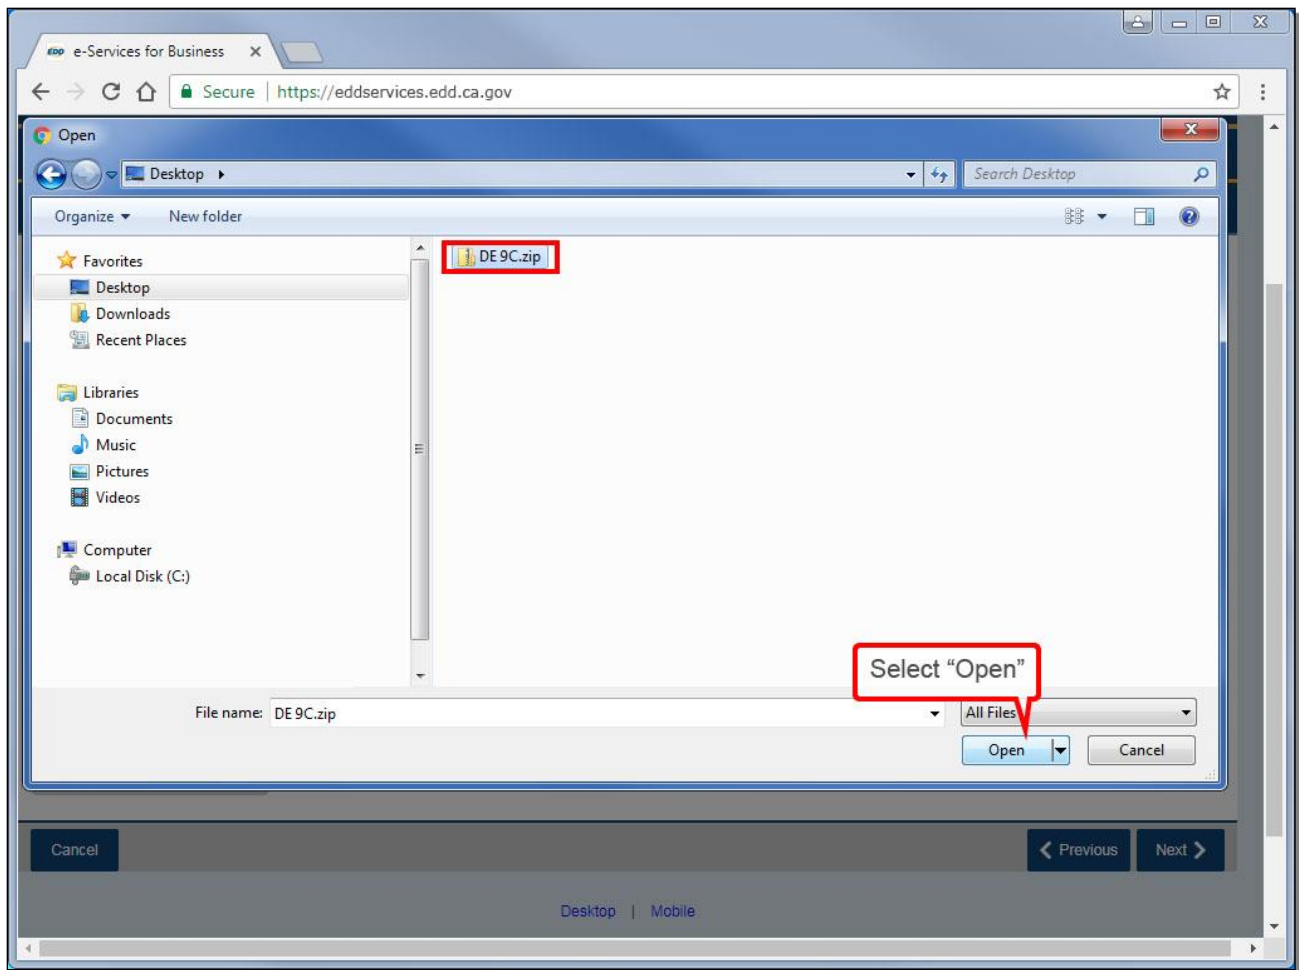 EDD e-Services for Business
Secure | https://eddservices.edd.ca.gov
Open
Desktop
Search Desktop
Organize New folder
Favorites
Desktop
Downloads
Recent Places
Libraries
Documents
Music
Pictures
Videos
Computer
Local Disk (C:)
DE 9C.zip
Select “Open”
File name: DE 9C.zip All Files
Open Cancel
Cancel Previous Next
Desktop | Mobile